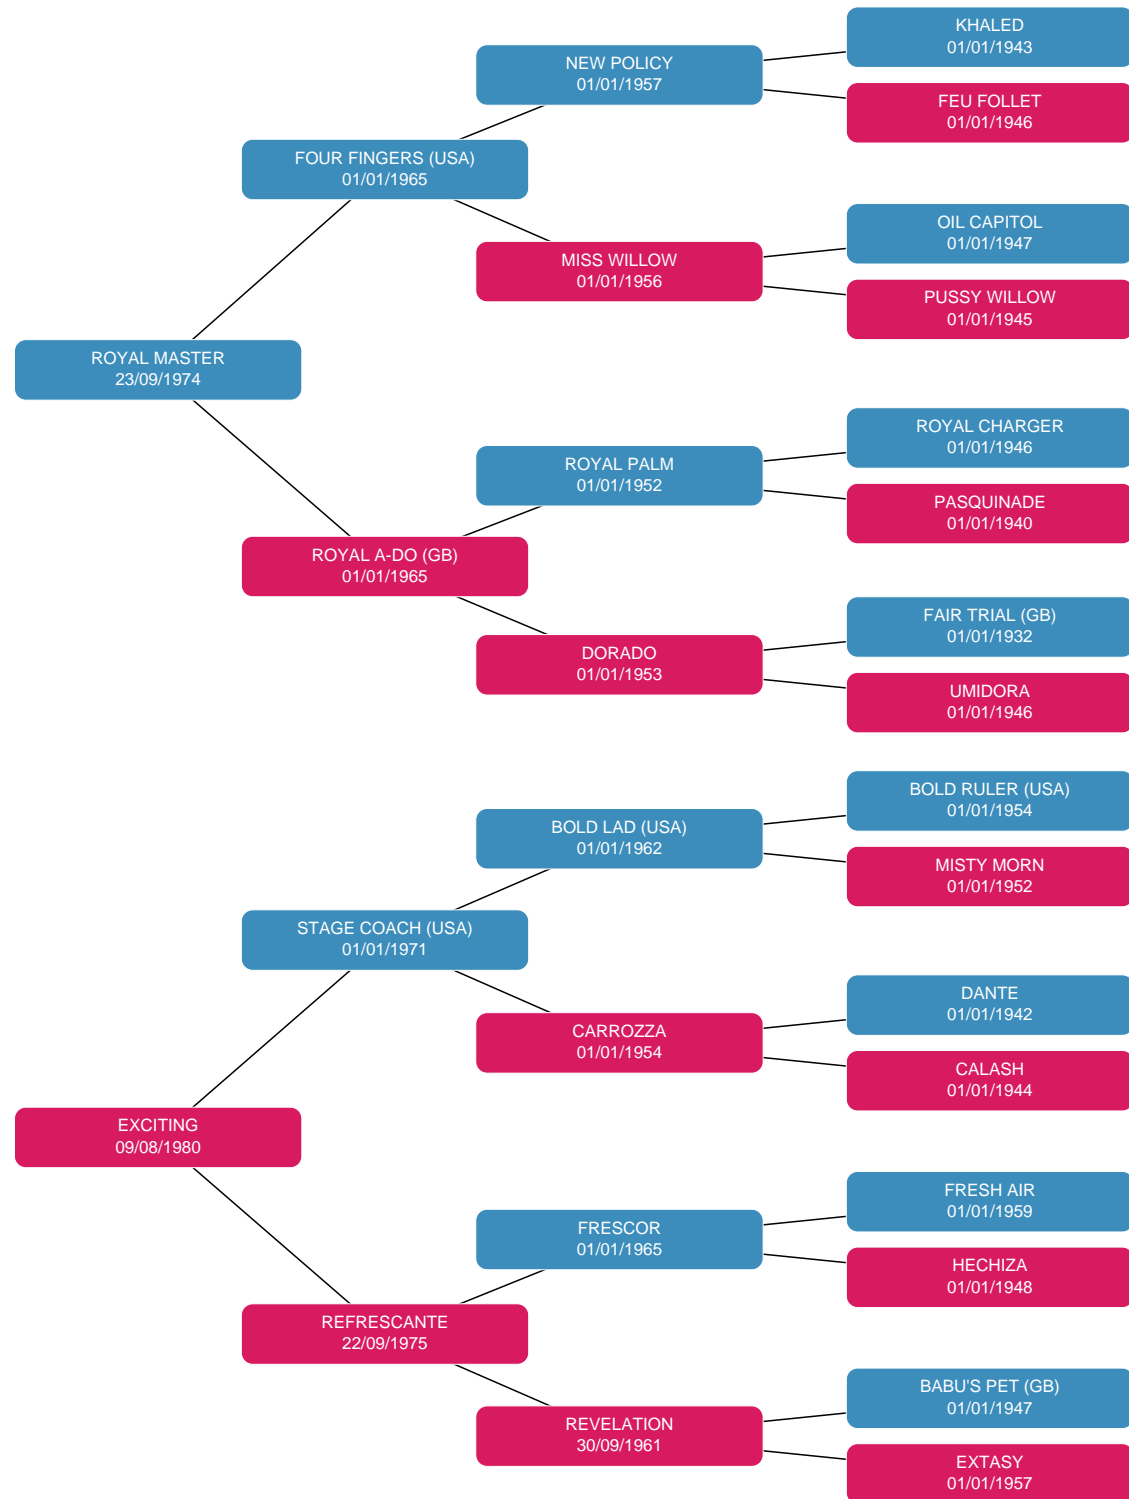 KHALED
01/01/1943
NEW POLICY
01/01/1957
FEU FOLLET
01/01/1946
FOUR FINGERS (USA)
01/01/1965
OIL CAPITOL
01/01/1947
MISS WILLOW
01/01/1956
PUSSY WILLOW
01/01/1945
ROYAL MASTER
23/09/1974
ROYAL CHARGER
01/01/1946
ROYAL PALM
01/01/1952
PASQUINADE
01/01/1940
ROYAL A-DO (GB)
01/01/1965
FAIR TRIAL (GB)
01/01/1932
DORADO
01/01/1953
UMIDORA
01/01/1946
BOLD RULER (USA)
01/01/1954
BOLD LAD (USA)
01/01/1962
MISTY MORN
01/01/1952
STAGE COACH (USA)
01/01/1971
DANTE
01/01/1942
CARROZZA
01/01/1954
CALASH
01/01/1944
EXCITING
09/08/1980
FRESH AIR
01/01/1959
FRESCOR
01/01/1965
HECHIZA
01/01/1948
REFRESCANTE
22/09/1975
BABU'S PET (GB)
01/01/1947
REVELATION
30/09/1961
EXTASY
01/01/1957